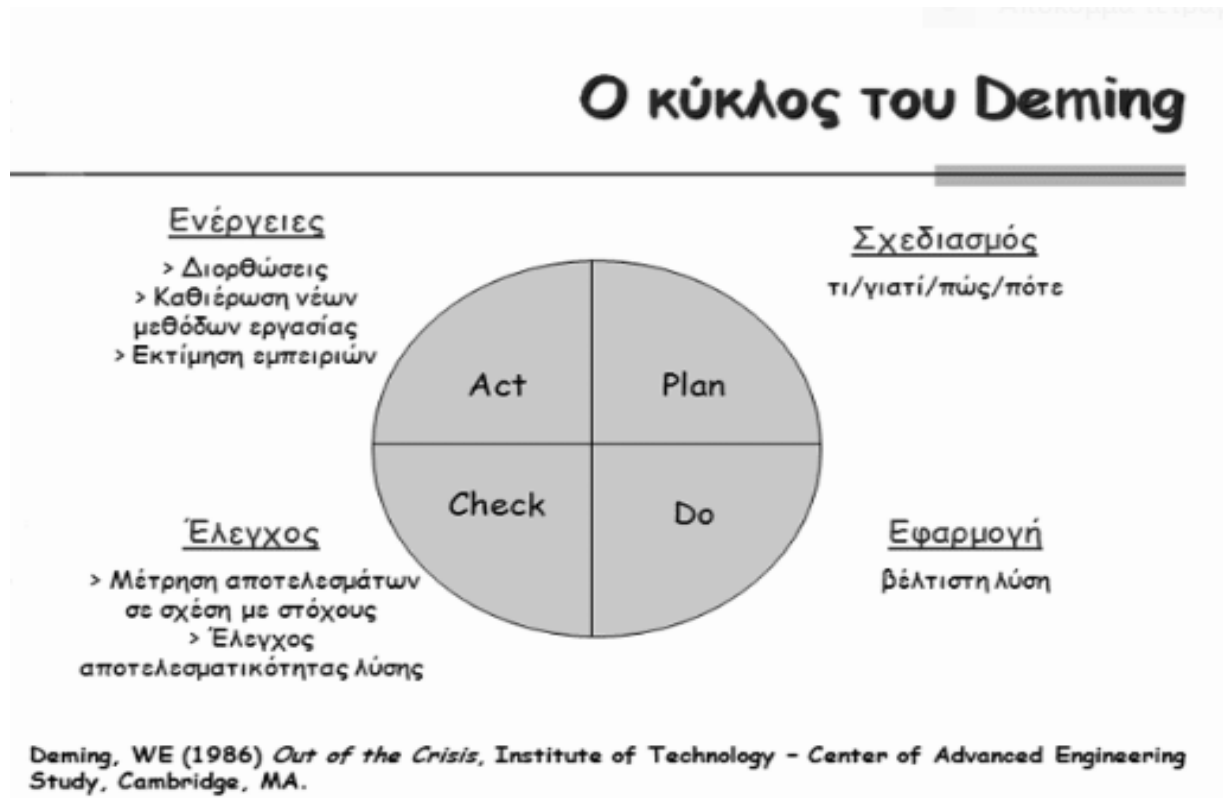 Ο κύκλος του Deming
Ενέργειες
> Διορθώσεις
> Καθιέρωση νέων
μεθόδων εργασίας
> Εκτίμηση εμπειριών
Σχεδιασμός
τι/γιατί/πώς/πότε
Act
Plan
Check
Do
Έλεγχος
> Μέτρηση αποτελεσμάτων
σε σχέση με στόχους
> Έλεγχος
αποτελεσματικότητας λύσης
Εφαρμογή
βέλτιστη λύση
Deming, WE (1986) Out of the Crisis, Institute of Technology – Center of Advanced Engineering
Study, Cambridge, MA.